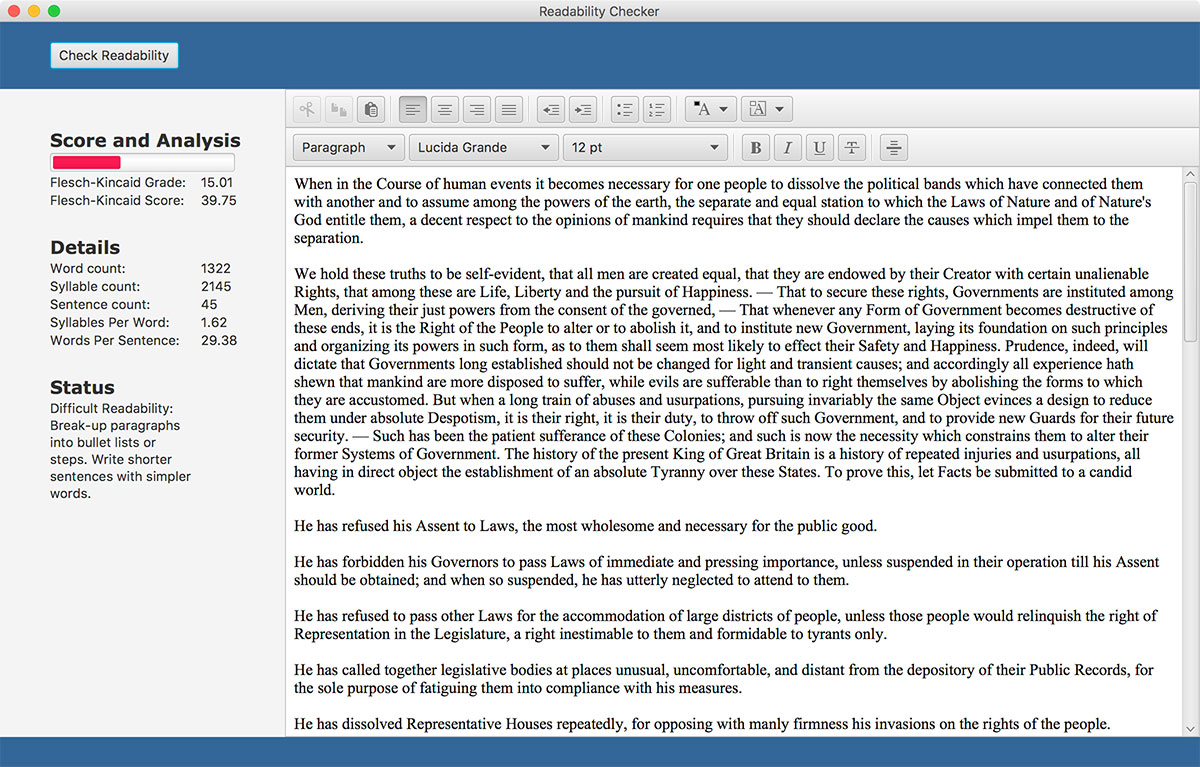 Readability Checker
Check Readability
Score and Analysis
Flesch-Kincaid Grade: 15.01
Flesch-Kincaid Score: 39.75
Details
Word count: 1322
Syllable count: 2145
Sentence count: 45
Syllables Per Word: 1.62
Words Per Sentence: 29.38
Status
Difficult Readability:
Break-up paragraphs
into bullet lists or
steps. Write shorter
sentences with simpler
words.
A A
Paragraph Lucida Grande 12 pt B I U T
When in the Course of human events it becomes necessary for one people to dissolve the political bands which have connected them
with another and to assume among the powers of the earth, the separate and equal station to which the Laws of Nature and of Nature's
God entitle them, a decent respect to the opinions of mankind requires that they should declare the causes which impel them to the
separation.
We hold these truths to be self-evident, that all men are created equal, that they are endowed by their Creator with certain unalienable
Rights, that among these are Life, Liberty and the pursuit of Happiness. — That to secure these rights, Governments are instituted among
Men, deriving their just powers from the consent of the governed, — That whenever any Form of Government becomes destructive of
these ends, it is the Right of the People to alter or to abolish it, and to institute new Government, laying its foundation on such principles
and organizing its powers in such form, as to them shall seem most likely to effect their Safety and Happiness. Prudence, indeed, will
dictate that Governments long established should not be changed for light and transient causes; and accordingly all experience hath
shewn that mankind are more disposed to suffer, while evils are sufferable than to right themselves by abolishing the forms to which
they are accustomed. But when a long train of abuses and usurpations, pursuing invariably the same Object evinces a design to reduce
them under absolute Despotism, it is their right, it is their duty, to throw off such Government, and to provide new Guards for their future
security. — Such has been the patient sufferance of these Colonies; and such is now the necessity which constrains them to alter their
former Systems of Government. The history of the present King of Great Britain is a history of repeated injuries and usurpations, all
having in direct object the establishment of an absolute Tyranny over these States. To prove this, let Facts be submitted to a candid
world.
He has refused his Assent to Laws, the most wholesome and necessary for the public good.
He has forbidden his Governors to pass Laws of immediate and pressing importance, unless suspended in their operation till his Assent
should be obtained; and when so suspended, he has utterly neglected to attend to them.
He has refused to pass other Laws for the accommodation of large districts of people, unless those people would relinquish the right of
Representation in the Legislature, a right inestimable to them and formidable to tyrants only.
He has called together legislative bodies at places unusual, uncomfortable, and distant from the depository of their Public Records, for
the sole purpose of fatiguing them into compliance with his measures.
He has dissolved Representative Houses repeatedly, for opposing with manly firmness his invasions on the rights of the people.